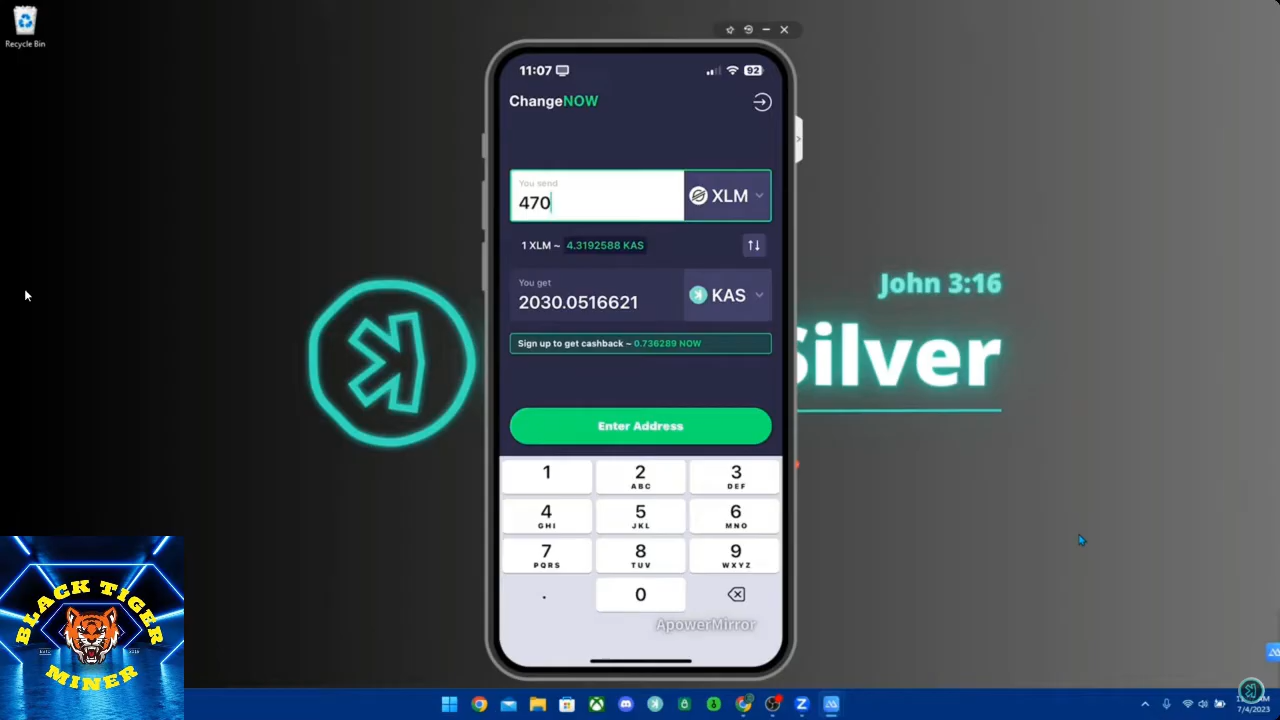 Recycle Bin
11:07
92
ChangeNOW
You send
470
XLM
1 XLM ~ 4.3192588 KAS
You get
2030.0516621
KAS
Sign up to get cashback ~ 0.736289 NOW
Enter Address
1
2 ABC
3 DEF
4 GHI
5 JKL
6 MNO
7 PQRS
8 TUV
9 WXYZ
.
0
ApowerMirror
John 3:16
Silver
BLACK TIGER
MINER
7/4/2023